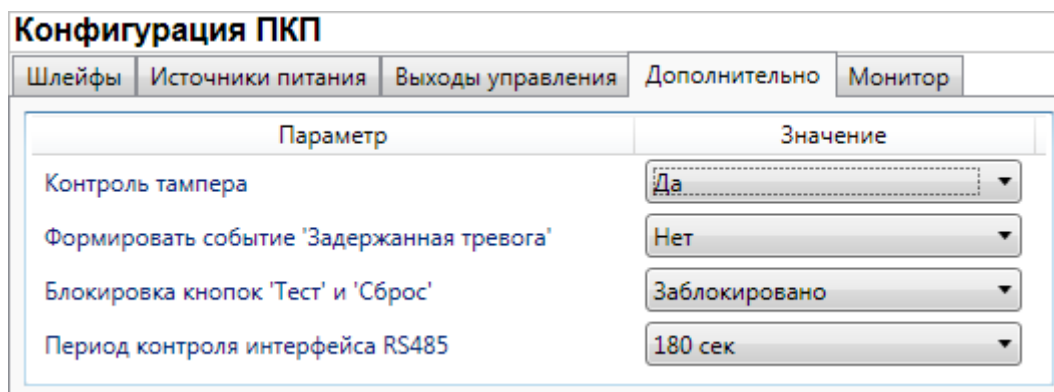 Конфигурация ПКП
Шлейфы Источники питания Выходы управления Дополнительно Монитор
Параметр Значение
Контроль тампера Да
Формировать событие 'Задержанная тревога' Нет
Блокировка кнопок 'Тест' и 'Сброс' Заблокировано
Период контроля интерфейса RS485 180 сек